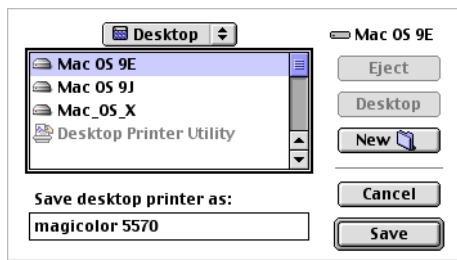 Desktop
Mac OS 9E
Mac OS 9E
Mac OS 9J
Mac_OS_X
Desktop Printer Utility
Eject
Desktop
New
Save desktop printer as:
magicolor 5570
Cancel
Save